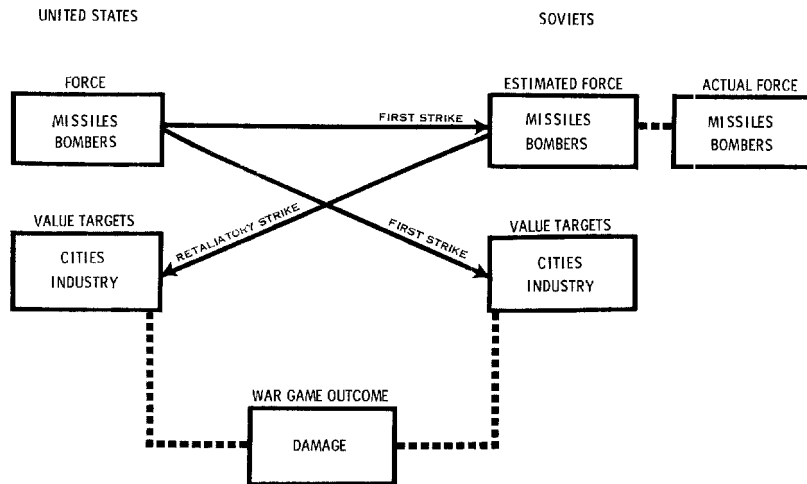 UNITED STATES
SOVIETS
FORCE
ESTIMATED FORCE
ACTUAL FORCE
MISSILES
BOMBERS
FIRST STRIKE
MISSILES
BOMBERS
MISSILES
BOMBERS
VALUE TARGETS
RETALIATORY STRIKE
FIRST STRIKE
VALUE TARGETS
CITIES
INDUSTRY
CITIES
INDUSTRY
WAR GAME OUTCOME
DAMAGE